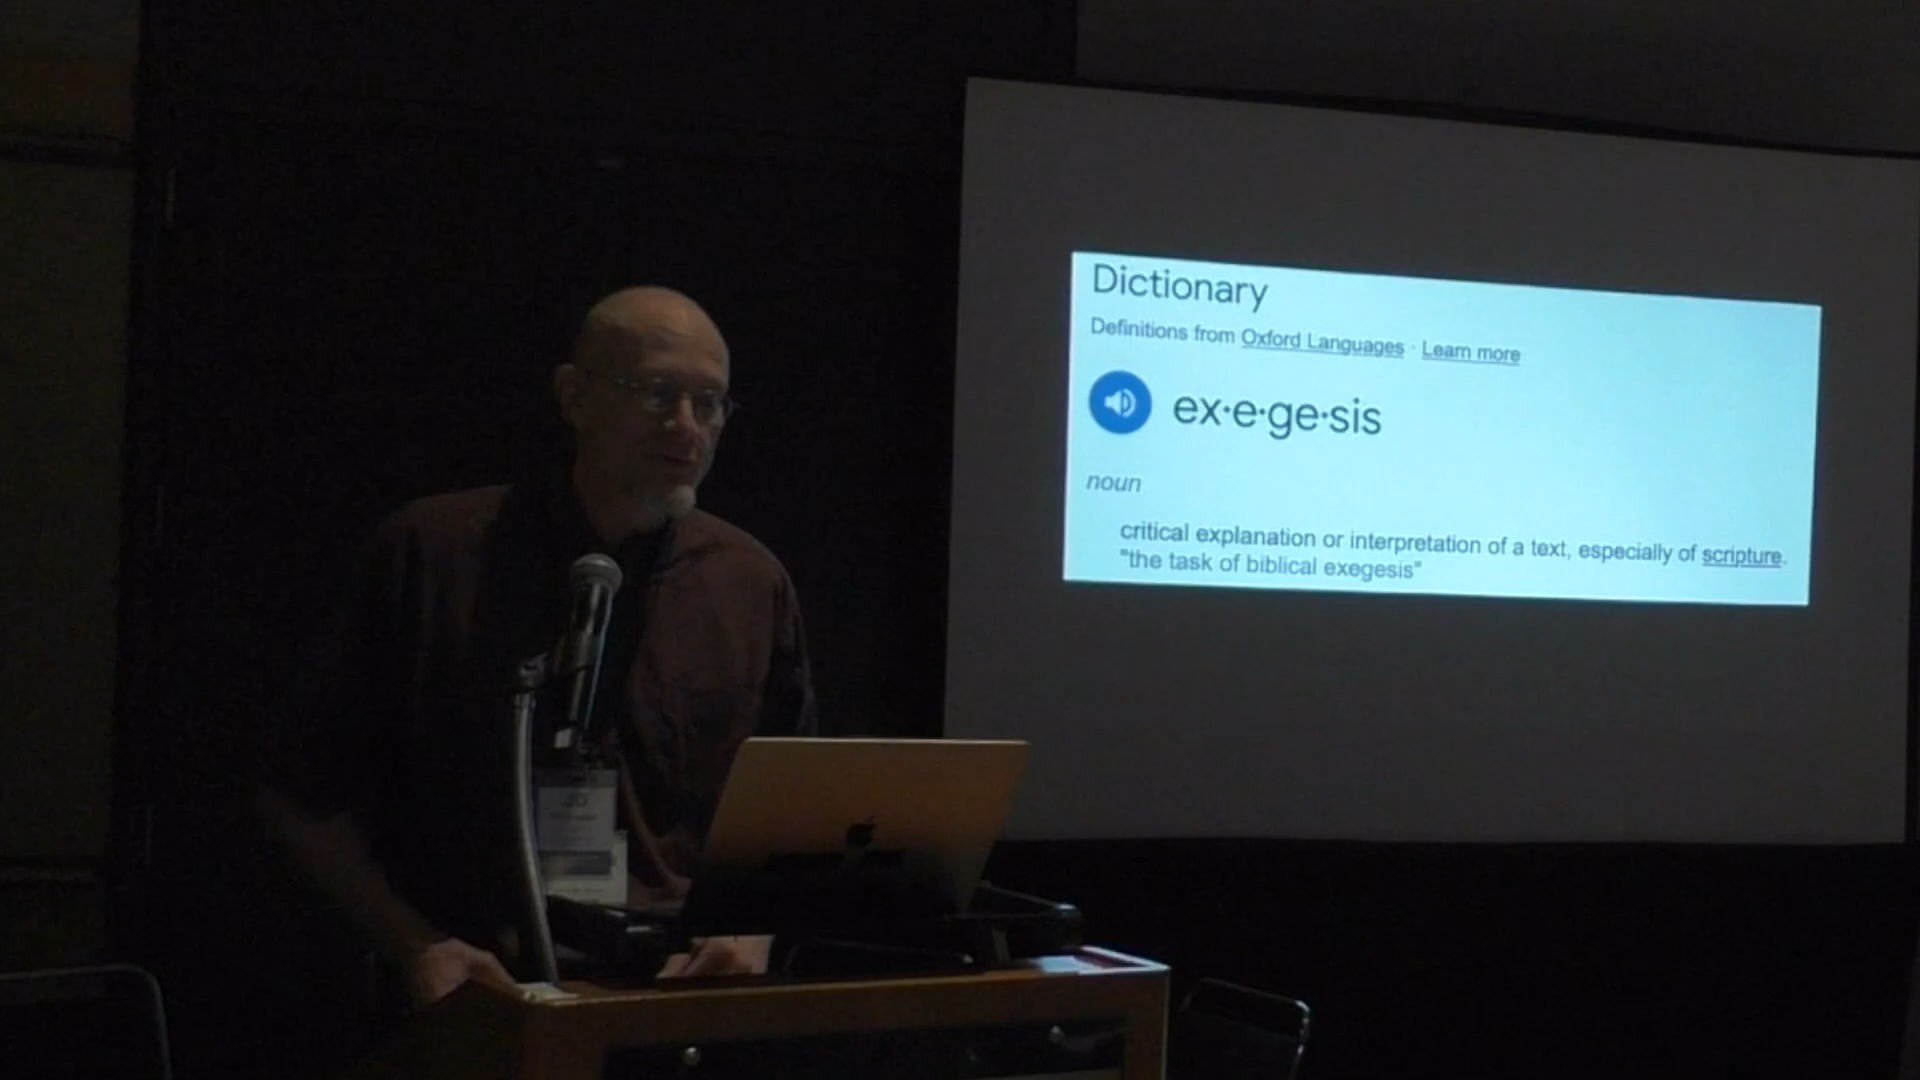 Dictionary
Definitions from Oxford Languages · Learn more
ex·e·ge·sis
noun
critical explanation or interpretation of a text, especially of scripture.
"the task of biblical exegesis"
JD